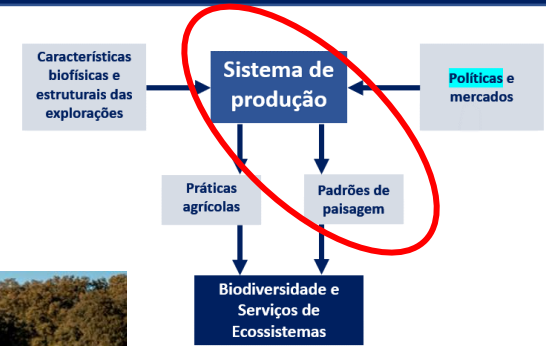 Características
biofísicas e
estruturais das
explorações
Sistema de
produção
Políticas e
mercados
Práticas
agrícolas
Padrões de
paisagem
Biodiversidade e
Serviços de
Ecossistemas